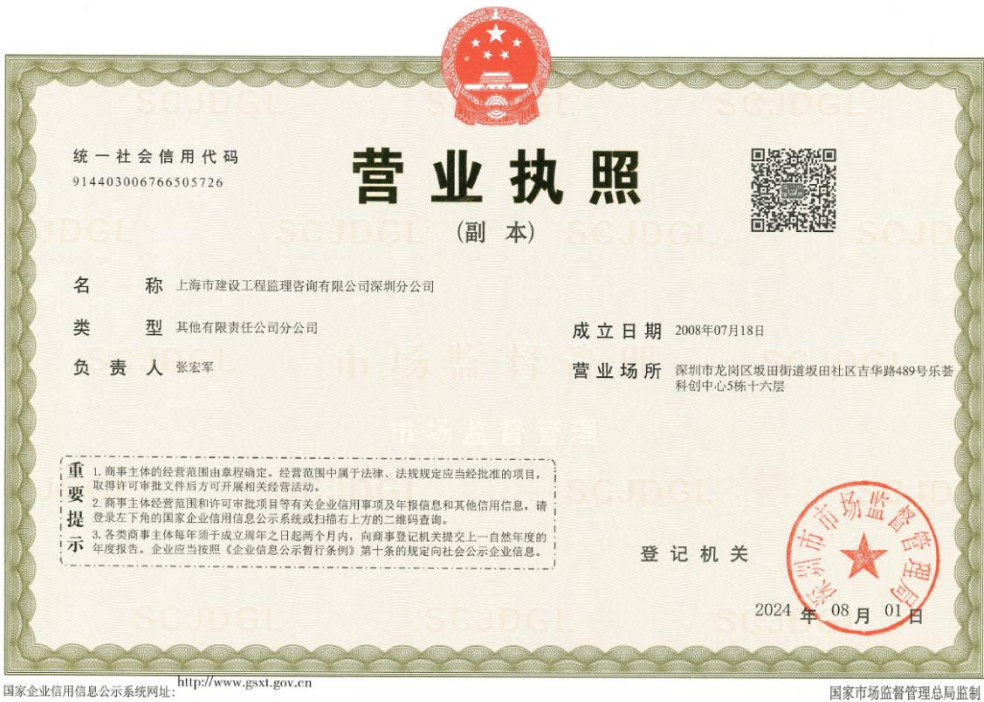 统一社会信用代码
914403006766505726
营业执照
(副 本)
名 称 上海市建设工程监理咨询有限公司深圳分公司
类 型 其他有限责任公司分公司
负 责 人 张宏军
成立日期 2008年07月18日
营业场所 深圳市龙岗区坂田街道坂田社区吉华路489号乐荟
科创中心5栋十六层
重要提示
1. 商事主体的经营范围由章程确定。经营范围中属于法律、法规规定应当经批准的项目，
取得许可审批文件后方可开展相关经营活动。
2. 商事主体经营范围和许可审批项目等有关企业信用事项及年报信息和其他信用信息，请
登录左下角的国家企业信用信息公示系统或扫描右上方的二维码查询。
3. 各类商事主体每年须于成立周年之日起两个月内，向商事登记机关提交上一自然年度的
年度报告。企业应当按照《企业信息公示暂行条例》第十条的规定向社会公示企业信息。
登记机关
深圳市市场监督管理局
2024 年 08 月 01 日
国家企业信用信息公示系统网址： http://www.gsxt.gov.cn
国家市场监督管理总局监制
SCJDGL
市场监督管理